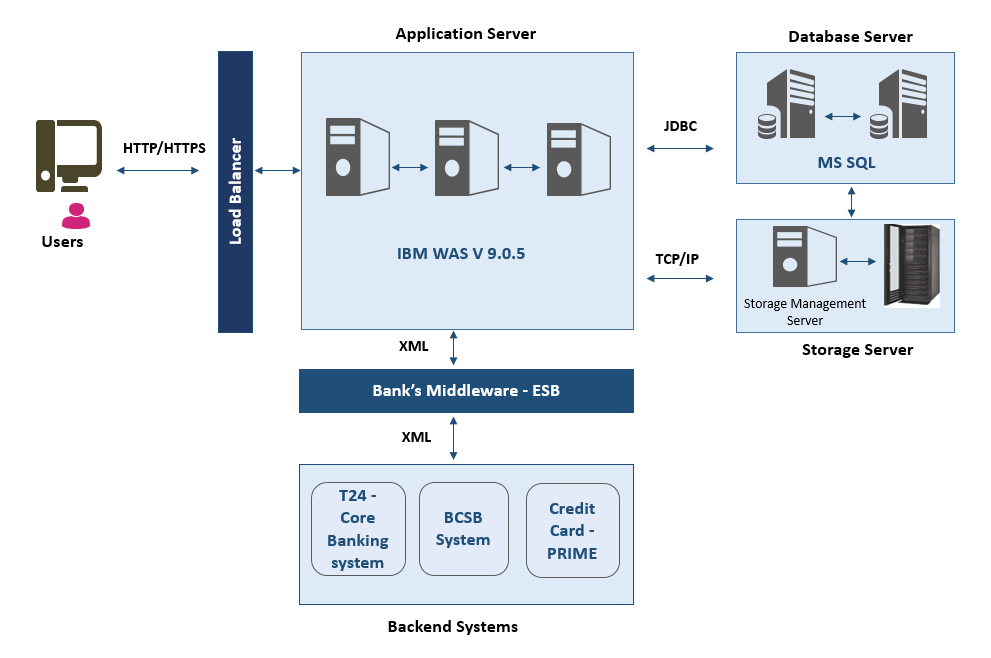 Application Server
Database Server
HTTP/HTTPS
Users
Load Balancer
IBM WAS V 9.0.5
JDBC
MS SQL
TCP/IP
Storage Management
Server
Storage Server
XML
Bank’s Middleware - ESB
XML
T24 -
Core
Banking
system
BCSB
System
Credit
Card -
PRIME
Backend Systems